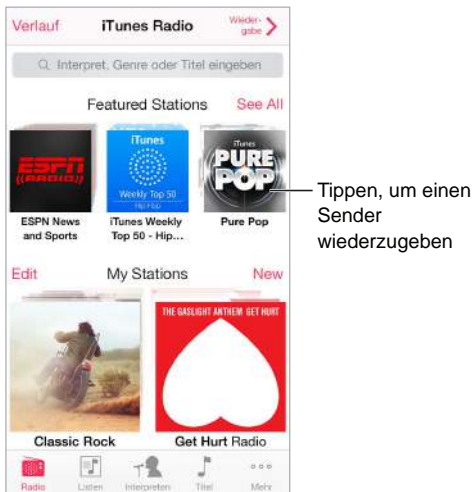 Verlauf iTunes Radio Wieder-
gabe
Interpret, Genre oder Titel eingeben
Featured Stations See All
ESPN
((RADIO))
iTunes
Weekly Top 50
Hip Hop
iTunes
PURE
POP
ESPN News
and Sports
iTunes Weekly
Top 50 - Hip...
Pure Pop
Tippen, um einen
Sender
wiederzugeben
Edit My Stations New
THE GASLIGHT ANTHEM GET HURT
Classic Rock Get Hurt Radio
Radio Listen Interpreten Titel Mehr